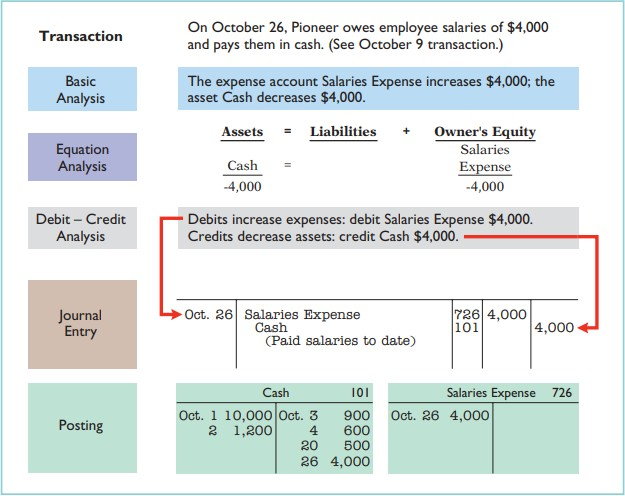 Transaction
On October 26, Pioneer owes employee salaries of $4,000
and pays them in cash. (See October 9 transaction.)
Basic
Analysis
The expense account Salaries Expense increases $4,000; the
asset Cash decreases $4,000.
Equation
Analysis
Assets = Liabilities + Owner's Equity
Salaries
Cash = Expense
-4,000 -4,000
Debit – Credit
Analysis
Debits increase expenses: debit Salaries Expense $4,000.
Credits decrease assets: credit Cash $4,000.
Journal
Entry
Oct. 26 Salaries Expense 726 4,000
Cash 101 4,000
(Paid salaries to date)
Posting
Cash 101
Oct. 1 10,000 Oct. 3 900
2 1,200 4 600
20 500
26 4,000
Salaries Expense 726
Oct. 26 4,000